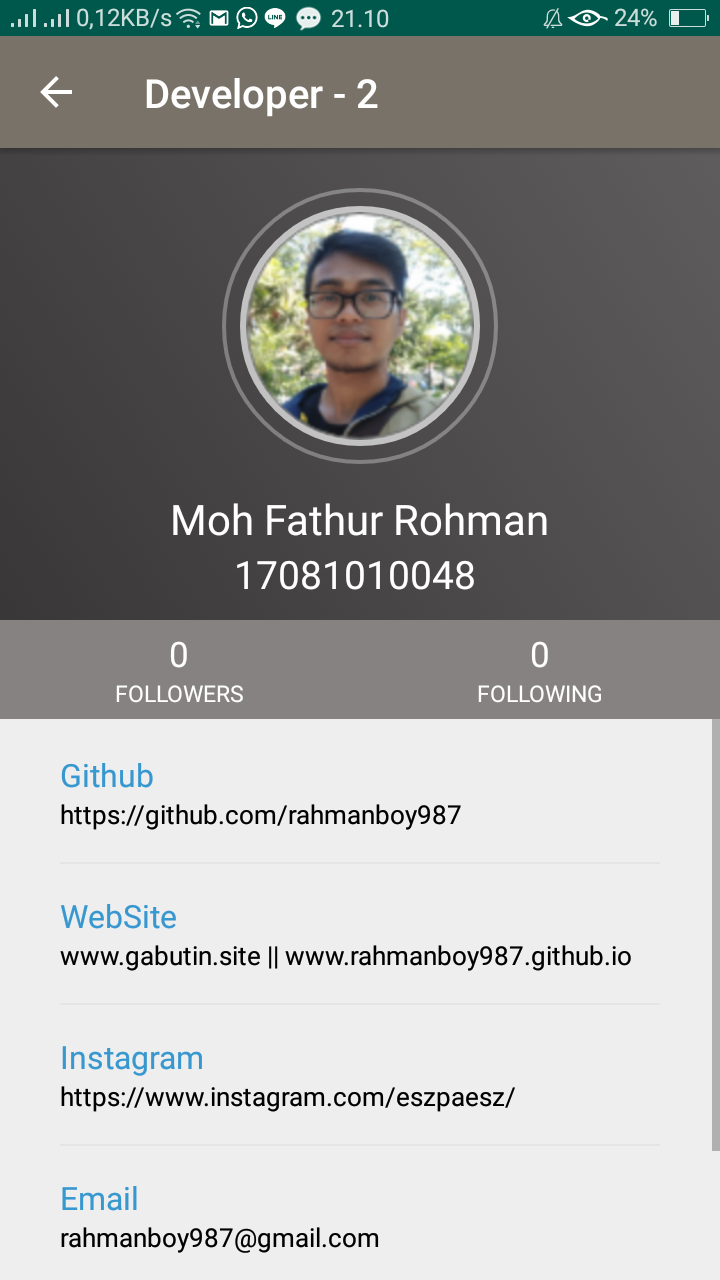 0,12KB/s LINE 21.10 24%
Developer - 2
Moh Fathur Rohman
17081010048
0 0
FOLLOWERS FOLLOWING
Github
https://github.com/rahmanboy987
WebSite
www.gabutin.site || www.rahmanboy987.github.io
Instagram
https://www.instagram.com/eszpaesz/
Email
rahmanboy987@gmail.com